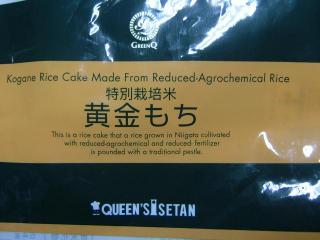 GREENQ
Kogane Rice Cake Made From Reduced-Agrochemical Rice
特別栽培米
黄金もち
This is a rice cake that a rice grown in Niigata cultivated
with reduced-agrochemical and reduced- fertilizer
is pounded with a traditional pestle.
QUEEN'S ISETAN